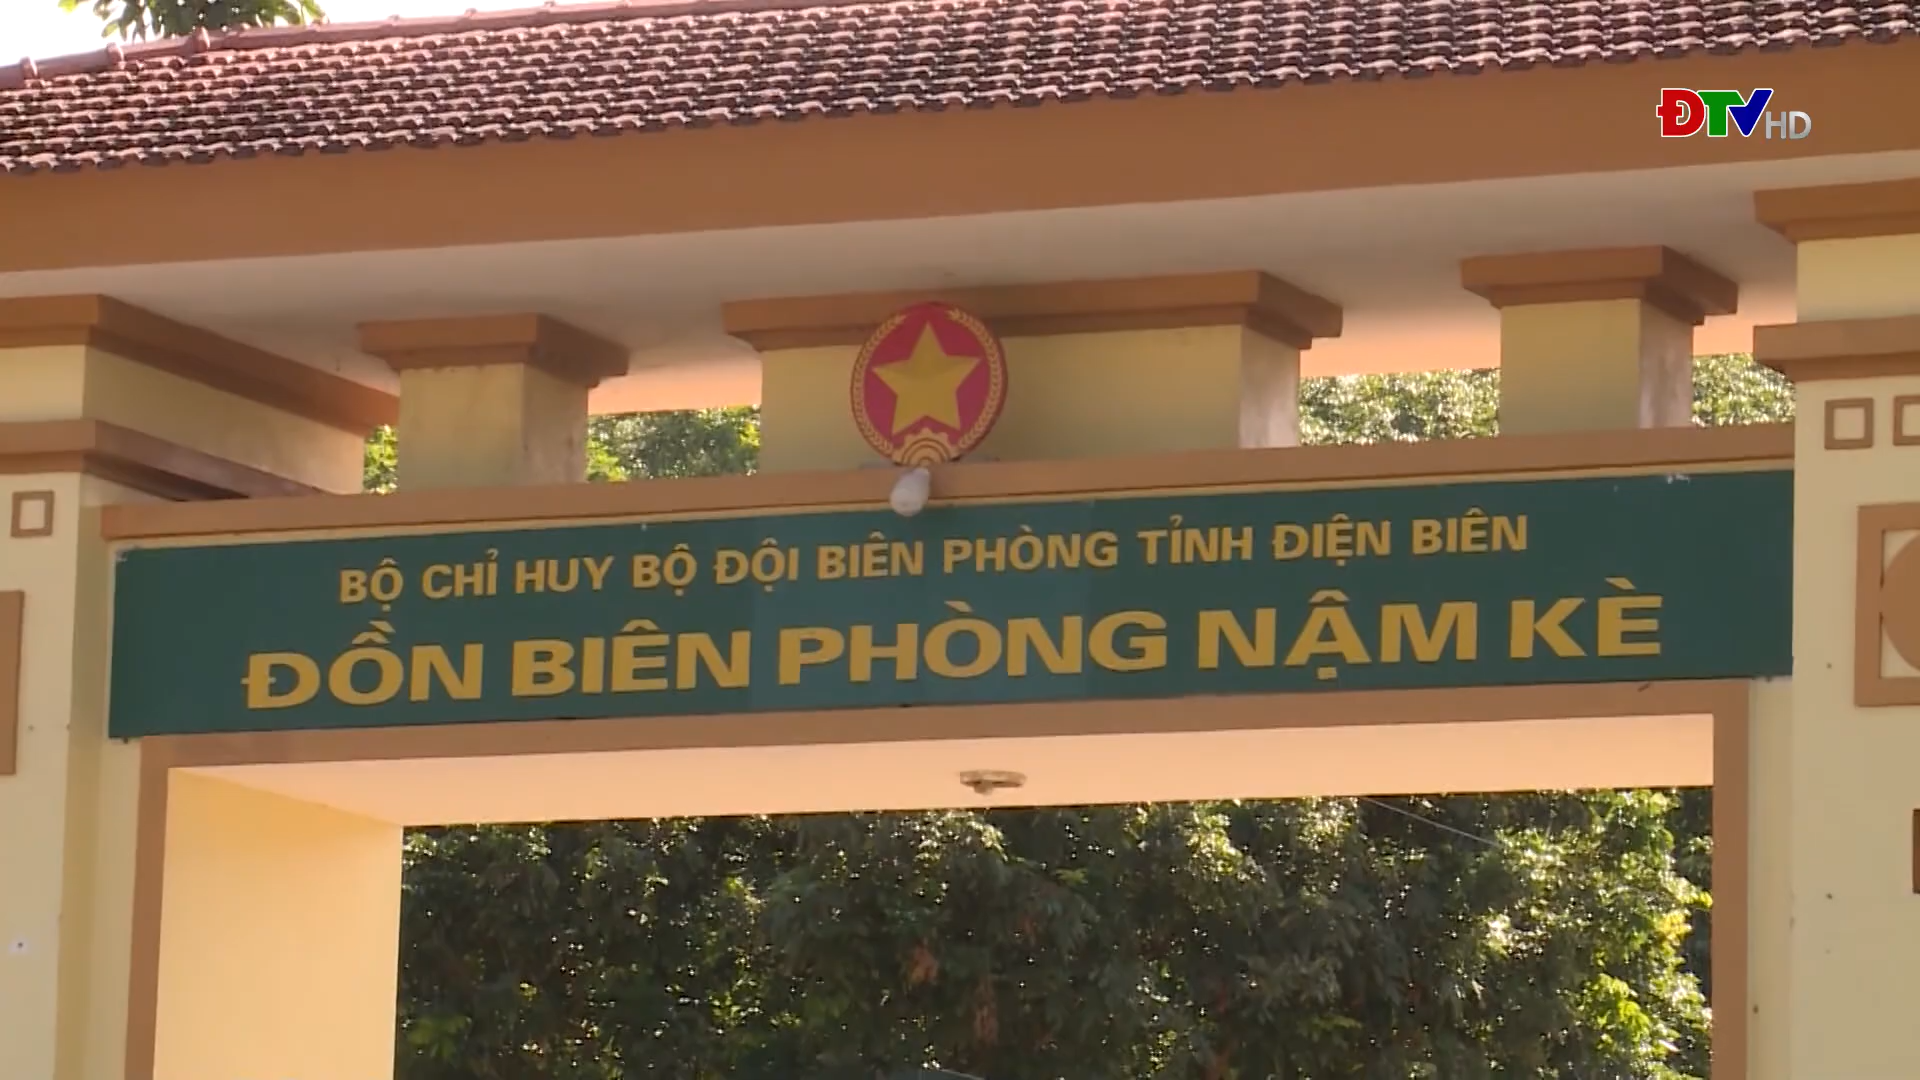 ĐTV HD
BỘ CHỈ HUY BỘ ĐỘI BIÊN PHÒNG TỈNH ĐIỆN BIÊN
ĐỒN BIÊN PHÒNG NẬM KÈ